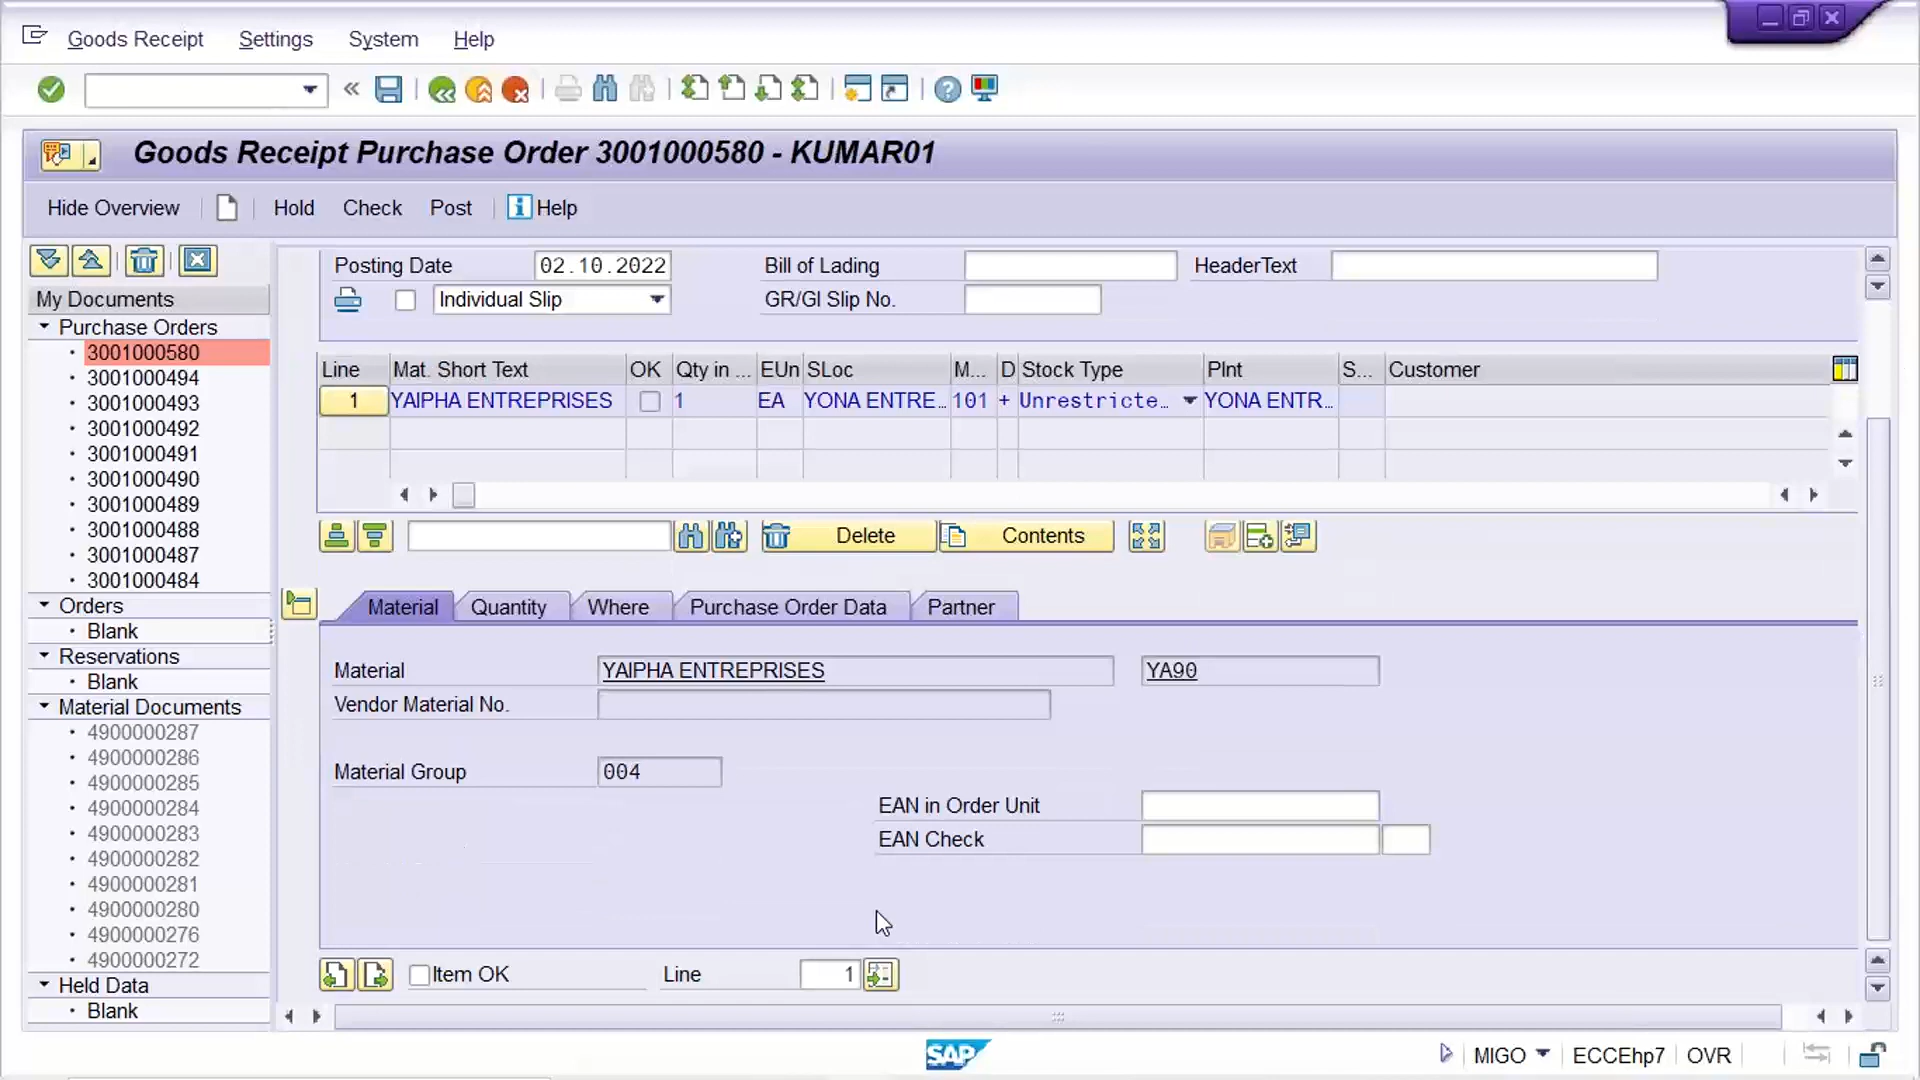 Goods Receipt Settings System Help
Goods Receipt Purchase Order 3001000580 - KUMAR01
Hide Overview Hold Check Post Help
My Documents
Purchase Orders
3001000580
3001000494
3001000493
3001000492
3001000491
3001000490
3001000489
3001000488
3001000487
3001000484
Orders
Blank
Reservations
Blank
Material Documents
4900000287
4900000286
4900000285
4900000284
4900000283
4900000282
4900000281
4900000280
4900000276
4900000272
Held Data
Blank
Posting Date 02.10.2022 Bill of Lading HeaderText
Individual Slip GR/GI Slip No.
Line Mat. Short Text OK Qty in ... EUn SLoc M... D Stock Type Plnt S... Customer
1 YAIPHA ENTREPRISES 1 EA YONA ENTRE... 101 + Unrestricte... YONA ENTR...
Delete Contents
Material Quantity Where Purchase Order Data Partner
Material YAIPHA ENTREPRISES YA90
Vendor Material No.
Material Group 004
EAN in Order Unit
EAN Check
Item OK Line 1
SAP MIGO ECCEhp7 OVR